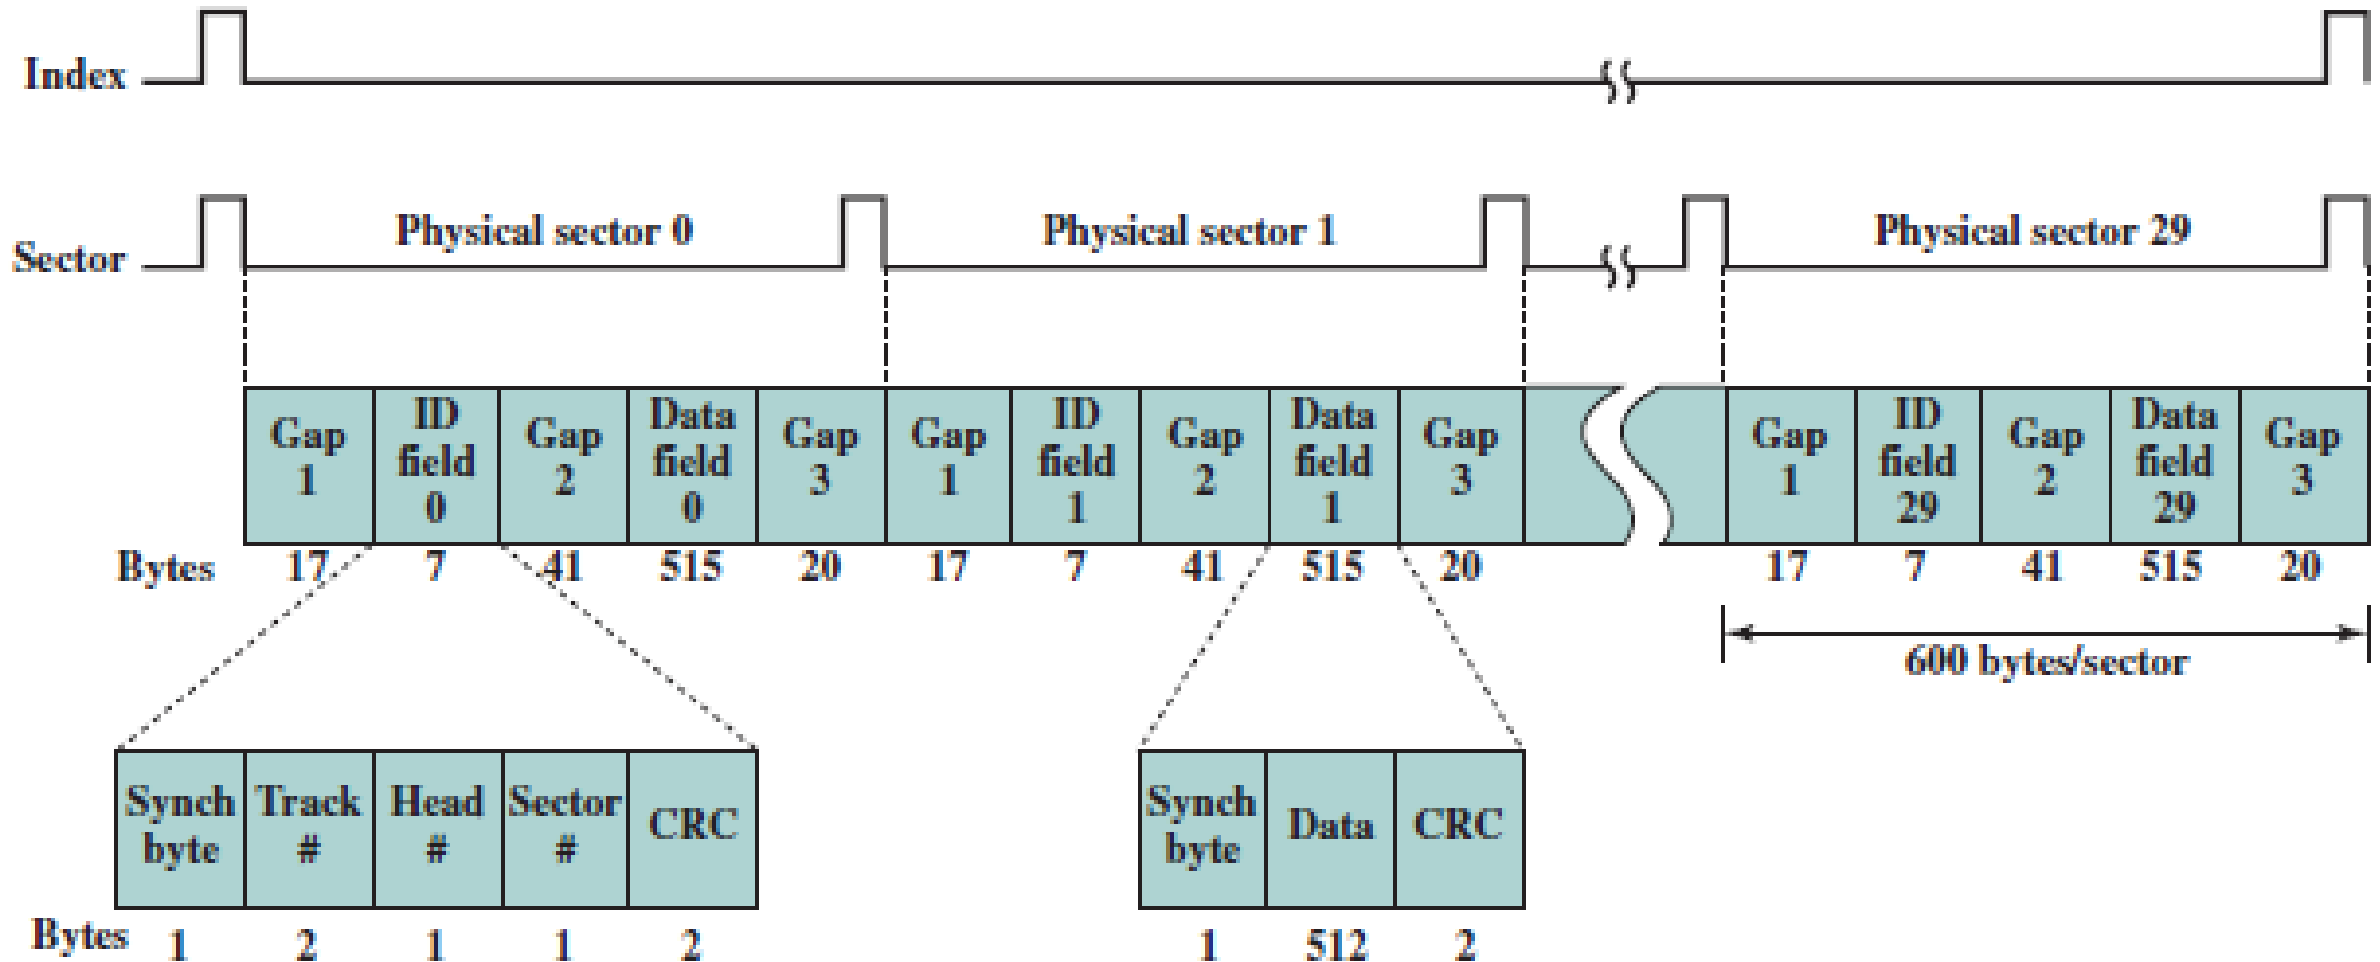 Index
Sector
Physical sector 0
Physical sector 1
Physical sector 29
Gap
1
ID
field
0
Gap
2
Data
field
0
Gap
3
Gap
1
ID
field
1
Gap
2
Data
field
1
Gap
3
Gap
1
ID
field
29
Gap
2
Data
field
29
Gap
3
Bytes 17 7 41 515 20 17 7 41 515 20 17 7 41 515 20
600 bytes/sector
Synch
byte
Track
#
Head
#
Sector
#
CRC
Synch
byte
Data
CRC
Bytes 1 2 1 1 2 1 512 2